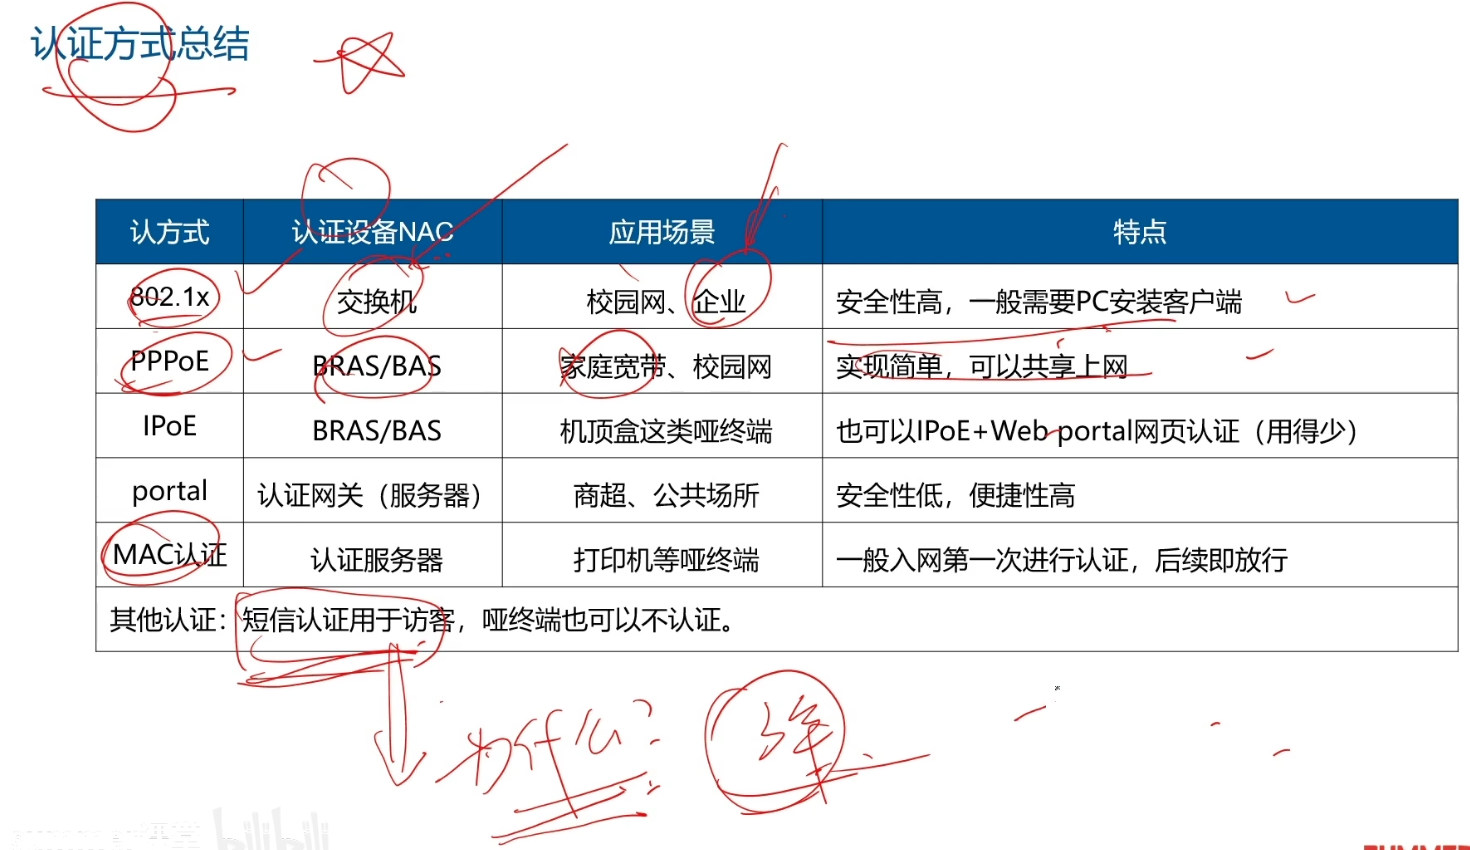 认证方式总结
认方式 认证设备NAC 应用场景 特点
802.1x 交换机 校园网、企业 安全性高，一般需要PC安装客户端
PPPoE BRAS/BAS 家庭宽带、校园网 实现简单，可以共享上网
IPoE BRAS/BAS 机顶盒这类哑终端 也可以IPoE+Web portal网页认证（用得少）
portal 认证网关（服务器） 商超、公共场所 安全性低，便捷性高
MAC认证 认证服务器 打印机等哑终端 一般入网第一次进行认证，后续即放行
其他认证：短信认证用于访客，哑终端也可以不认证。
为什么？